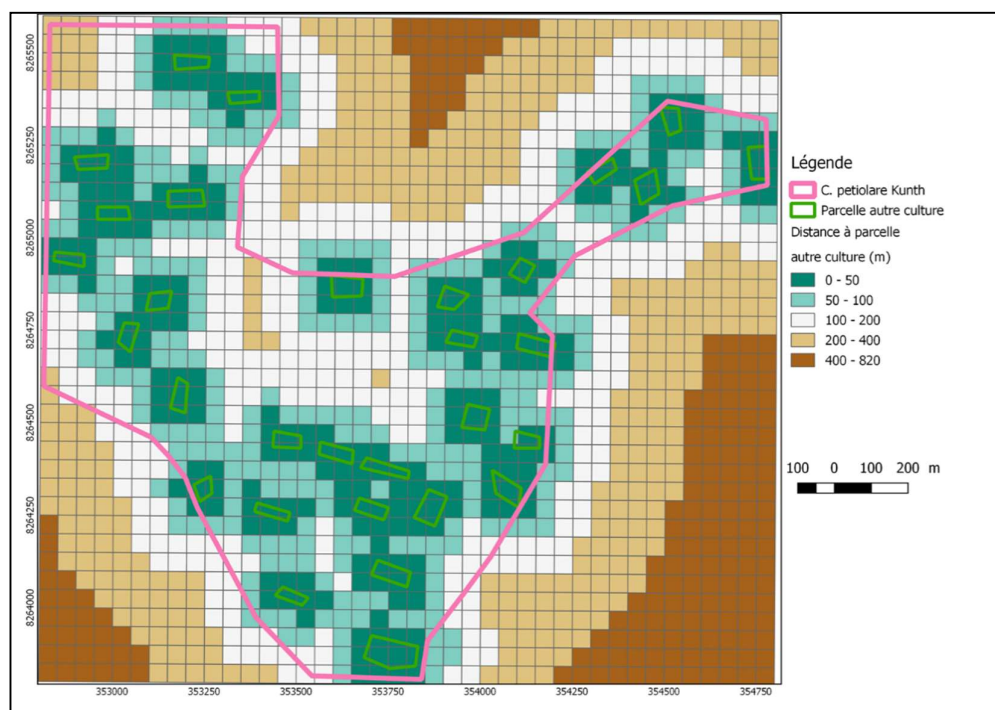 8265500
8265250
8265000
8264750
8264500
8264250
8264000
353000 353250 353500 353750 354000 354250 354500 354750
Légende
C. petiolare Kunth
Parcelle autre culture
Distance à parcelle
autre culture (m)
0 - 50
50 - 100
100 - 200
200 - 400
400 - 820
100 0 100 200 m